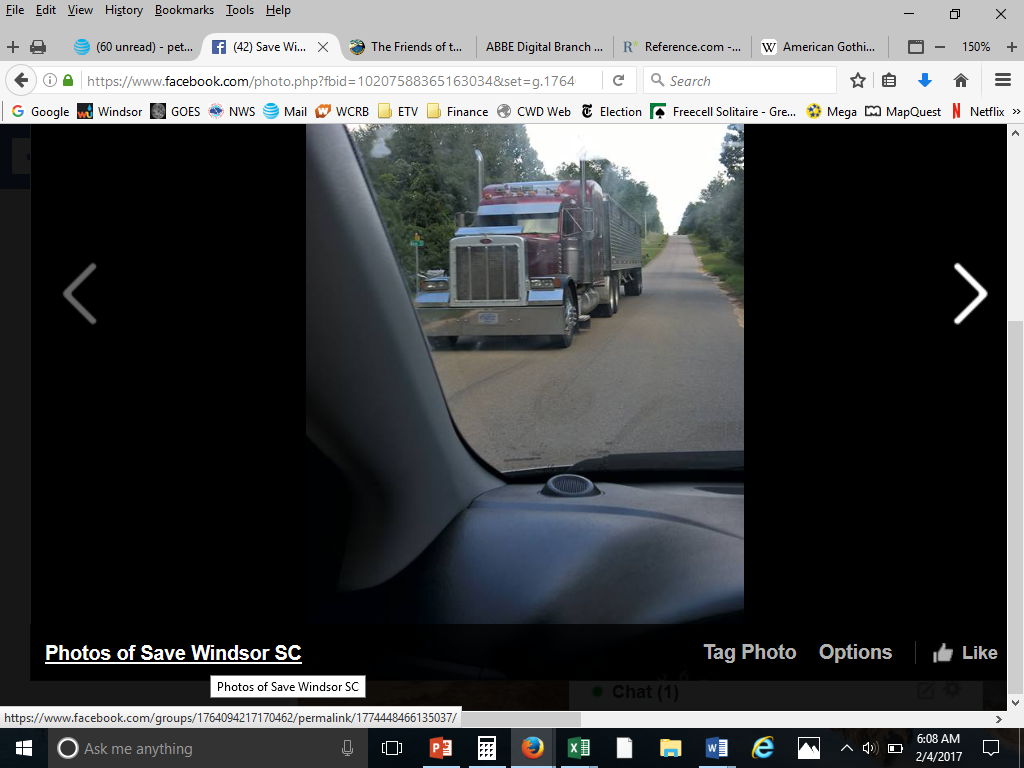 File Edit View History Bookmarks Tools Help
(60 unread) - pet... (42) Save Wi... The Friends of t... ABBE Digital Branch ... Reference.com -... American Gothi... 150%
https://www.facebook.com/photo.php?fbid=10207588365163034&set=g.1764 Search
Google Windsor GOES NWS Mail WCRB ETV Finance CWD Web Election Freecell Solitaire - Gre... Mega MapQuest Netflix »
Photos of Save Windsor SC Tag Photo Options Like
Photos of Save Windsor SC
Chat (1)
https://www.facebook.com/groups/1764094217170462/permalink/1774448466135037/
Ask me anything 6:08 AM
2/4/2017